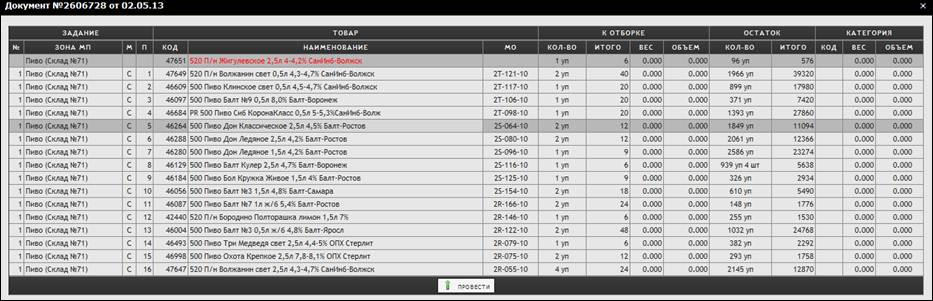 Документ №2606728 от 02.05.13 ×
ЗАДАНИЕ ТОВАР К ОТБОРКЕ ОСТАТОК КАТЕГОРИЯ
№ ЗОНА МП М П КОД НАИМЕНОВАНИЕ МО КОЛ-ВО ИТОГО ВЕС ОБЪЕМ КОЛ-ВО ИТОГО КОД ВЕС ОБЪЕМ
Пиво (Склад №71) 47651 520 П/н Жигулевское 2,5л 4-4,2% СанИнб-Волжск 1 уп 6 0.000 0.000 96 уп 576 0.000 0.000
1 Пиво (Склад №71) С 1 47649 520 П/н Волжанин свет 0,5л 4,3-4,7% СанИнб-Волжск 2T-121-10 2 уп 40 0.000 0.000 1966 уп 39320 0.000 0.000
1 Пиво (Склад №71) С 2 46609 500 Пиво Клинское свет 0,5л 4,5-4,7% СанИнб-Волжск 2T-117-10 1 уп 20 0.000 0.000 899 уп 17980 0.000 0.000
1 Пиво (Склад №71) С 3 46097 500 Пиво Балт №9 0,5л 8,0% Балт-Воронеж 2T-106-10 1 уп 20 0.000 0.000 371 уп 7420 0.000 0.000
1 Пиво (Склад №71) С 4 46684 PR 500 Пиво Сиб КоронаКласс 0,5л 5-5,3%СанИнб-Волж 2T-098-10 1 уп 20 0.000 0.000 1393 уп 27860 0.000 0.000
1 Пиво (Склад №71) С 5 46264 500 Пиво Дон Классическое 2,5л 4,5% Балт-Ростов 2S-064-10 2 уп 12 0.000 0.000 1849 уп 11094 0.000 0.000
1 Пиво (Склад №71) С 6 46288 500 Пиво Дон Ледяное 2,5л 4,2% Балт-Ростов 2S-080-10 2 уп 12 0.000 0.000 2061 уп 12366 0.000 0.000
1 Пиво (Склад №71) С 7 46280 500 Пиво Дон Ледяное 1,5л 4,2% Балт-Ростов 2S-096-10 1 уп 9 0.000 0.000 2586 уп 23274 0.000 0.000
1 Пиво (Склад №71) С 8 46129 500 Пиво Балт Кулер 2,5л 4,7% Балт-Воронеж 2S-116-10 1 уп 6 0.000 0.000 939 уп 4 шт 5638 0.000 0.000
1 Пиво (Склад №71) С 9 46184 500 Пиво Бол Кружка Живое 1,5л 4% Балт-Ростов 2S-125-10 1 уп 9 0.000 0.000 326 уп 2934 0.000 0.000
1 Пиво (Склад №71) С 10 46056 500 Пиво Балт №3 1,5л 4,8% Балт-Самара 2S-154-10 2 уп 18 0.000 0.000 610 уп 5490 0.000 0.000
1 Пиво (Склад №71) С 11 46087 500 Пиво Балт №7 1л ж/б 5,4% Балт-Ростов 2R-166-10 2 уп 24 0.000 0.000 148 уп 1776 0.000 0.000
1 Пиво (Склад №71) С 12 42440 520 П/н Бородино Полторашка лимон 1,5л 7% 2R-146-10 1 уп 6 0.000 0.000 255 уп 1530 0.000 0.000
1 Пиво (Склад №71) С 13 46004 500 Пиво Балт №3 0,5л ж/б 4,8% Балт-Яросл 2R-122-10 2 уп 48 0.000 0.000 1032 уп 24768 0.000 0.000
1 Пиво (Склад №71) С 14 46493 500 Пиво Три Медведя свет 2,5л 4,4-5% ОПХ Стерлит 2R-079-10 1 уп 6 0.000 0.000 382 уп 2292 0.000 0.000
1 Пиво (Склад №71) С 15 46998 500 Пиво Охота Крепкое 2,5л 7,8-8,1% ОПХ Стерлит 2R-075-10 2 уп 12 0.000 0.000 293 уп 1758 0.000 0.000
1 Пиво (Склад №71) С 16 47647 520 П/н Волжанин свет 2,5л 4,3-4,7% СанИнб-Волжск 2R-055-10 4 уп 24 0.000 0.000 2145 уп 12870 0.000 0.000
ПРОВЕСТИ